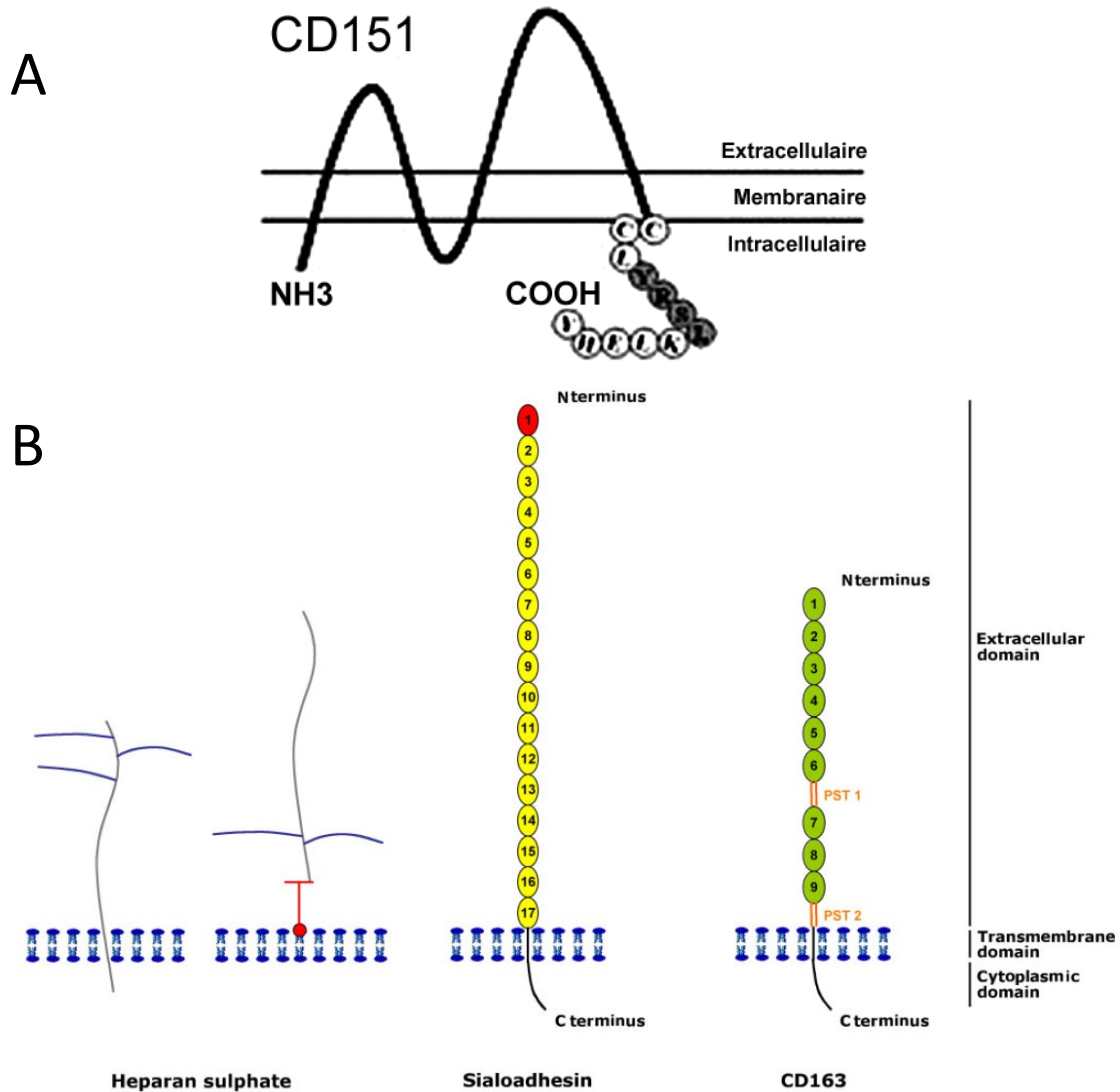 A
CD151
Extracellulaire
Membranaire
Intracellulaire
C C
L
R
S
L
NH3
COOH
Y H E L K
B
N terminus
1
2
3
4
5
6
7
8
9
10
11
12
13
14
15
16
17
C terminus
Sialoadhesin
Heparan sulphate
N terminus
1
2
3
4
5
6
PST 1
7
8
9
PST 2
C terminus
CD163
Extracellular
domain
Transmembrane
domain
Cytoplasmic
domain